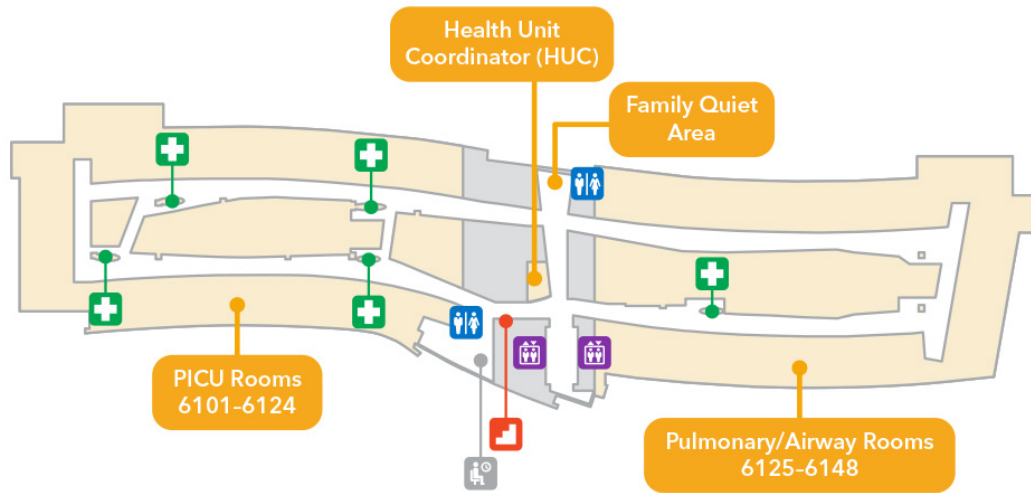 Health Unit
Coordinator (HUC)
Family Quiet
Area
PICU Rooms
6101–6124
Pulmonary/Airway Rooms
6125–6148